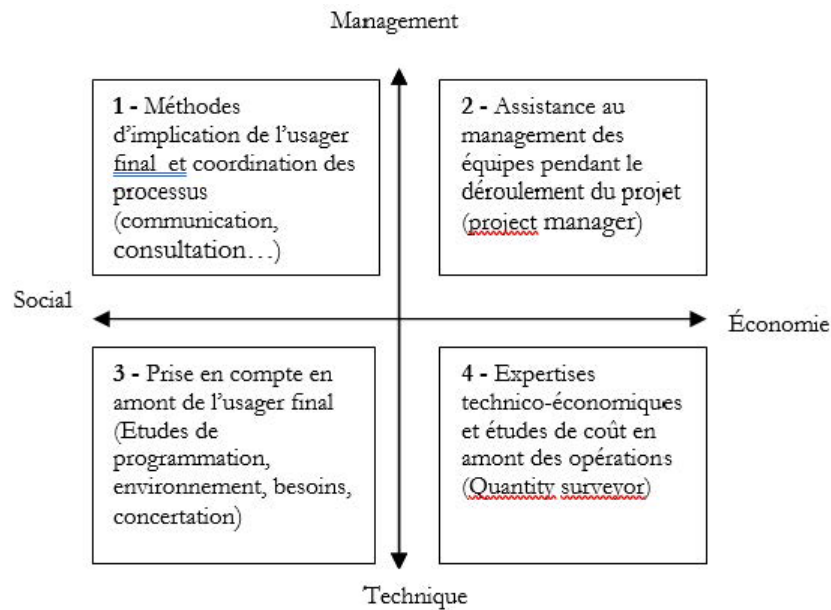 Management
1 - Méthodes
d'implication de l'usager
final et coordination des
processus
(communication,
consultation…)
2 - Assistance au
management des
équipes pendant le
déroulement du projet
(project manager)
Social
Économie
3 - Prise en compte en
amont de l'usager final
(Etudes de
programmation,
environnement, besoins,
concertation)
4 - Expertises
technico-économiques
et études de coût en
amont des opérations
(Quantity surveyor)
Technique